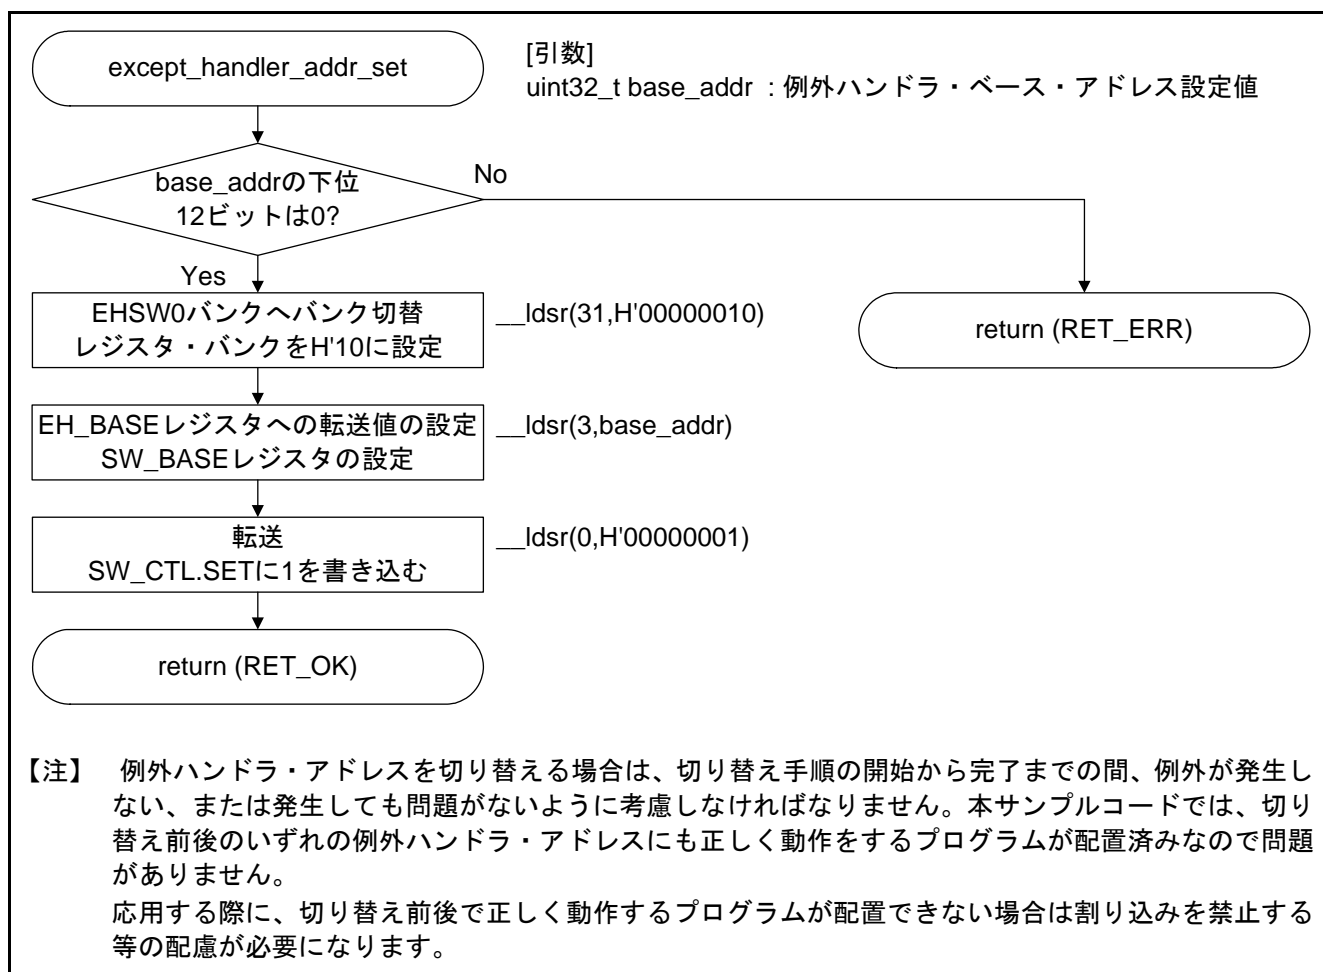 except_handler_addr_set
[引数]
uint32_t base_addr : 例外ハンドラ・ベース・アドレス設定値
base_addrの下位
12ビットは0?
No
Yes
EHSW0バンクへバンク切替
レジスタ・バンクをH'10に設定
__ldsr(31,H'00000010)
return (RET_ERR)
EH_BASEレジスタへの転送値の設定
SW_BASEレジスタの設定
__ldsr(3,base_addr)
転送
SW_CTL.SETに1を書き込む
__ldsr(0,H'00000001)
return (RET_OK)
【注】 例外ハンドラ・アドレスを切り替える場合は、切り替え手順の開始から完了までの間、例外が発生し
ない、または発生しても問題がないように考慮しなければなりません。本サンプルコードでは、切り
替え前後のいずれの例外ハンドラ・アドレスにも正しく動作をするプログラムが配置済みなので問題
がありません。
応用する際に、切り替え前後で正しく動作するプログラムが配置できない場合は割り込みを禁止する
等の配慮が必要になります。